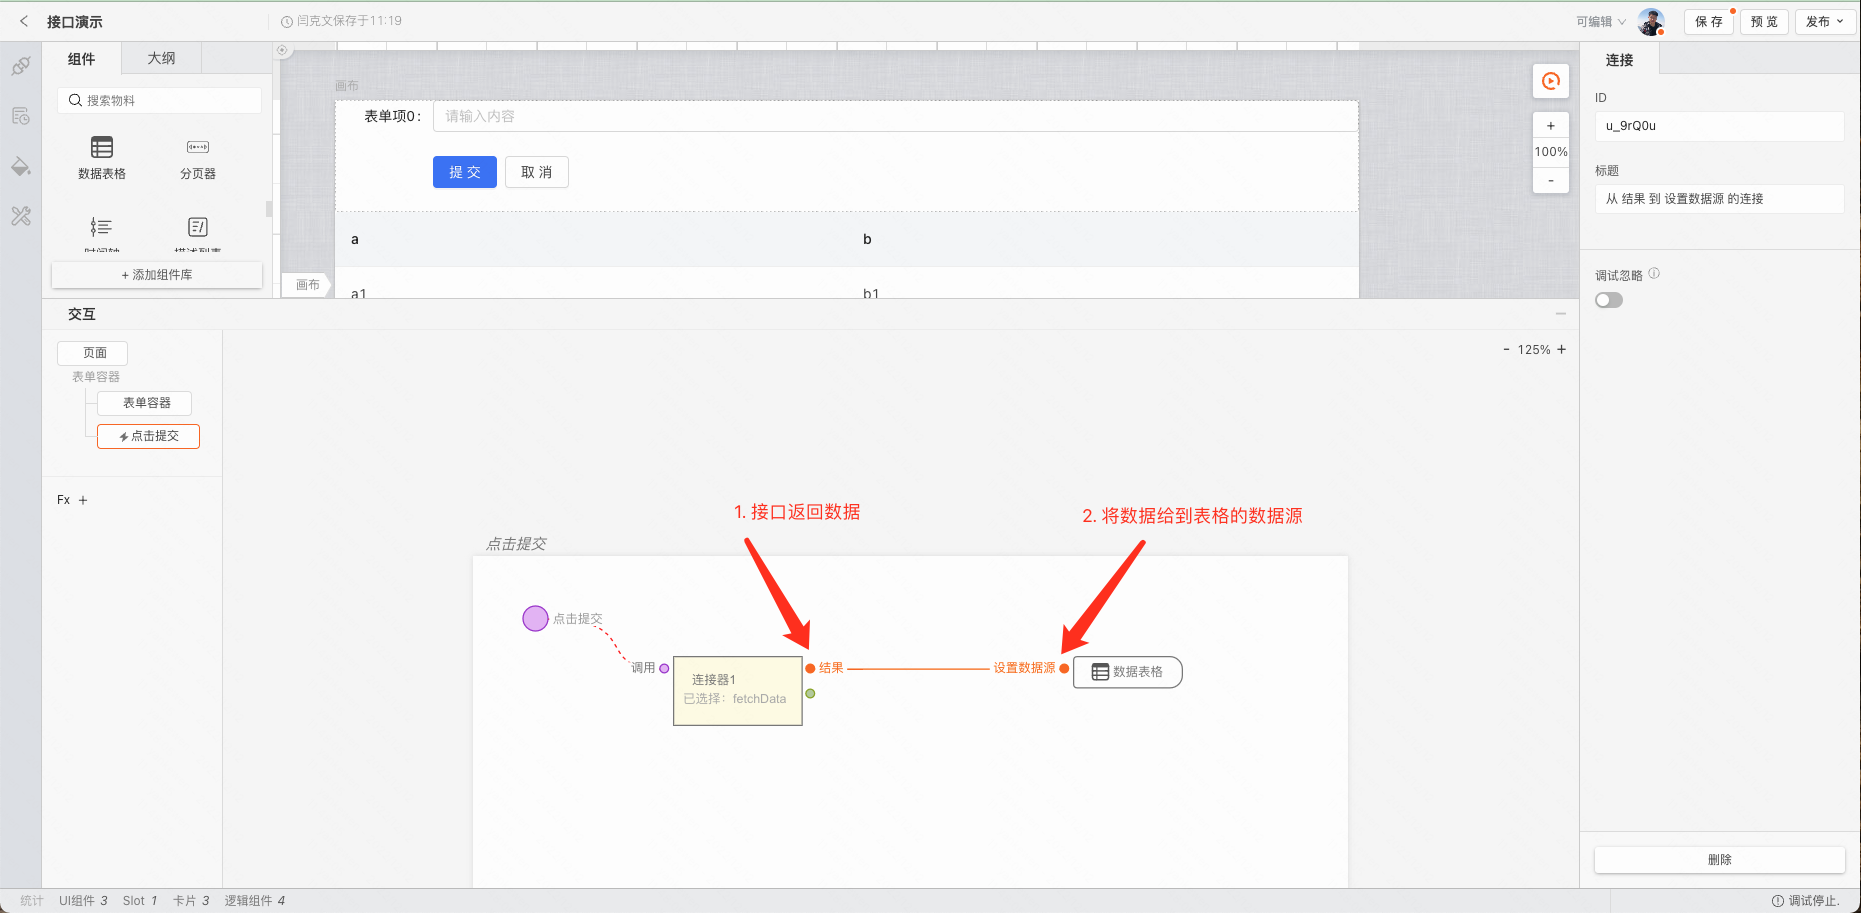 接口演示
闫克文保存于11:19
可编辑
保 存
预 览
发布
组件
大纲
搜索物料
数据表格
分页器
时间轴
描述列表
+ 添加组件库
画布
表单项0：
请输入内容
提 交
取 消
a
b
a1
b1
画布
+
100%
-
连接
ID
u_9rQ0u
标题
从 结果 到 设置数据源 的连接
调试忽略
删除
交互
页面
表单容器
表单容器
点击提交
Fx +
- 125% +
1. 接口返回数据
2. 将数据给到表格的数据源
点击提交
点击提交
调用
连接器1
已选择：fetchData
结果
设置数据源
数据表格
统计
UI组件 3
Slot 1
卡片 3
逻辑组件 4
调试停止.